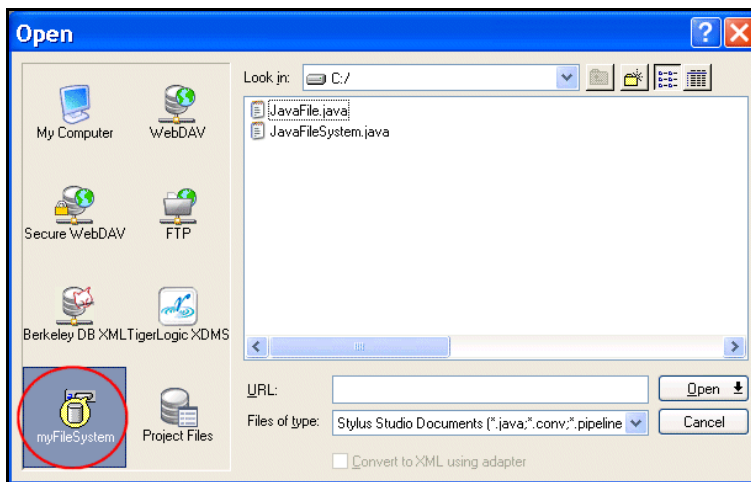 Open
Look in: C:/
My Computer WebDAV
JavaFile.java
JavaFileSystem.java
Secure WebDAV FTP
Berkeley DB XML TigerLogic XDMS
myFileSystem Project Files
URL: Open
Files of type: Stylus Studio Documents (*.java;*.conv;*.pipeline Cancel
Convert to XML using adapter